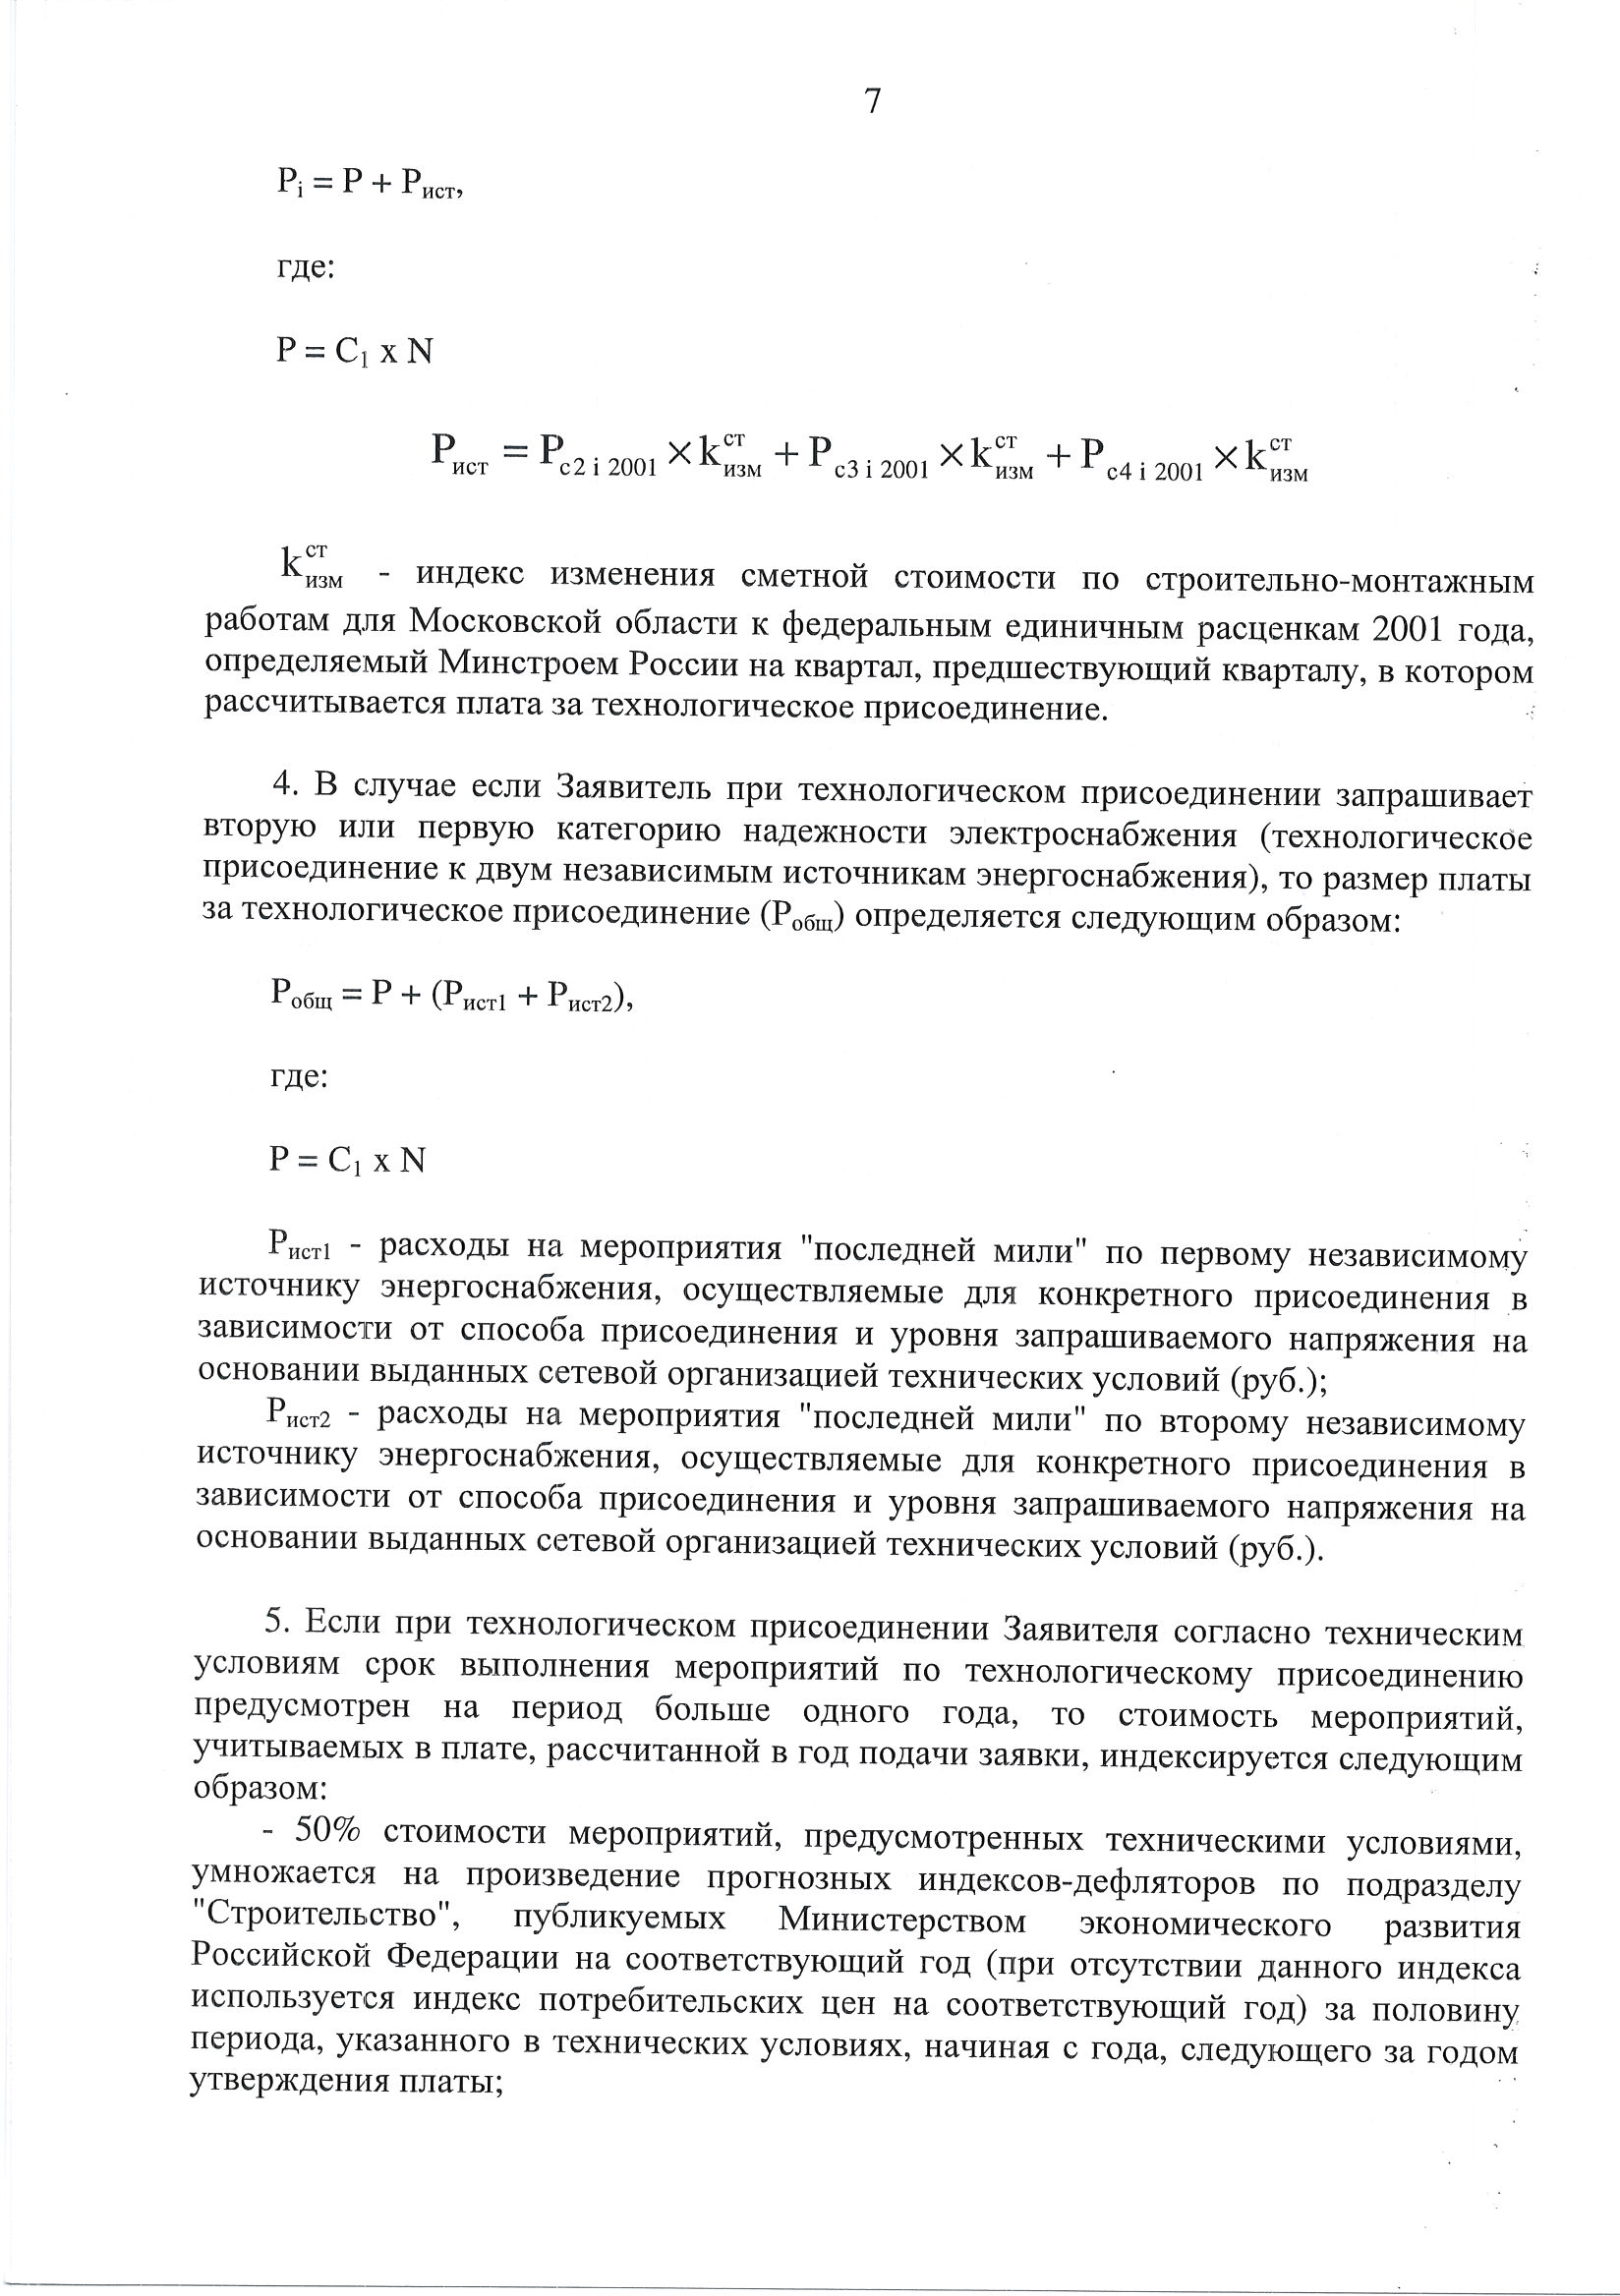 7
Pi = P + Pист,
где:
P = C1 x N
Pист = Pс2 i 2001 × kстизм + Pс3 i 2001 × kстизм + Pс4 i 2001 × kстизм
kстизм - индекс изменения сметной стоимости по строительно-монтажным
работам для Московской области к федеральным единичным расценкам 2001 года,
определяемый Минстроем России на квартал, предшествующий кварталу, в котором
рассчитывается плата за технологическое присоединение.
4. В случае если Заявитель при технологическом присоединении запрашивает
вторую или первую категорию надежности электроснабжения (технологическое
присоединение к двум независимым источникам энергоснабжения), то размер платы
за технологическое присоединение (Pобщ) определяется следующим образом:
Pобщ = P + (Pист1 + Pист2),
где:
P = C1 x N
Pист1 - расходы на мероприятия "последней мили" по первому независимому
источнику энергоснабжения, осуществляемые для конкретного присоединения в
зависимости от способа присоединения и уровня запрашиваемого напряжения на
основании выданных сетевой организацией технических условий (руб.);
Pист2 - расходы на мероприятия "последней мили" по второму независимому
источнику энергоснабжения, осуществляемые для конкретного присоединения в
зависимости от способа присоединения и уровня запрашиваемого напряжения на
основании выданных сетевой организацией технических условий (руб.).
5. Если при технологическом присоединении Заявителя согласно техническим
условиям срок выполнения мероприятий по технологическому присоединению
предусмотрен на период больше одного года, то стоимость мероприятий,
учитываемых в плате, рассчитанной в год подачи заявки, индексируется следующим
образом:
- 50% стоимости мероприятий, предусмотренных техническими условиями,
умножается на произведение прогнозных индексов-дефляторов по подразделу
"Строительство", публикуемых Министерством экономического развития
Российской Федерации на соответствующий год (при отсутствии данного индекса
используется индекс потребительских цен на соответствующий год) за половину
периода, указанного в технических условиях, начиная с года, следующего за годом
утверждения платы;